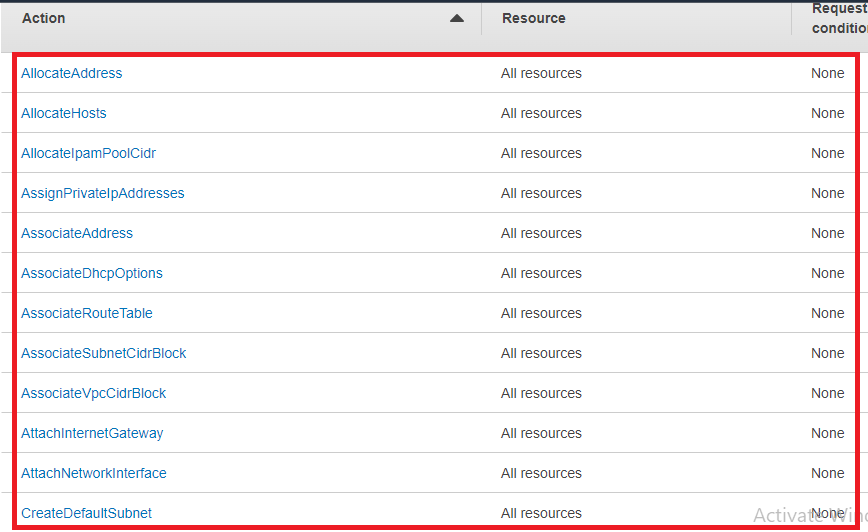 Action Resource Request
conditio
AllocateAddress All resources None
AllocateHosts All resources None
AllocateIpamPoolCidr All resources None
AssignPrivateIpAddresses All resources None
AssociateAddress All resources None
AssociateDhcpOptions All resources None
AssociateRouteTable All resources None
AssociateSubnetCidrBlock All resources None
AssociateVpcCidrBlock All resources None
AttachInternetGateway All resources None
AttachNetworkInterface All resources None
CreateDefaultSubnet All resources None
Activate Wind